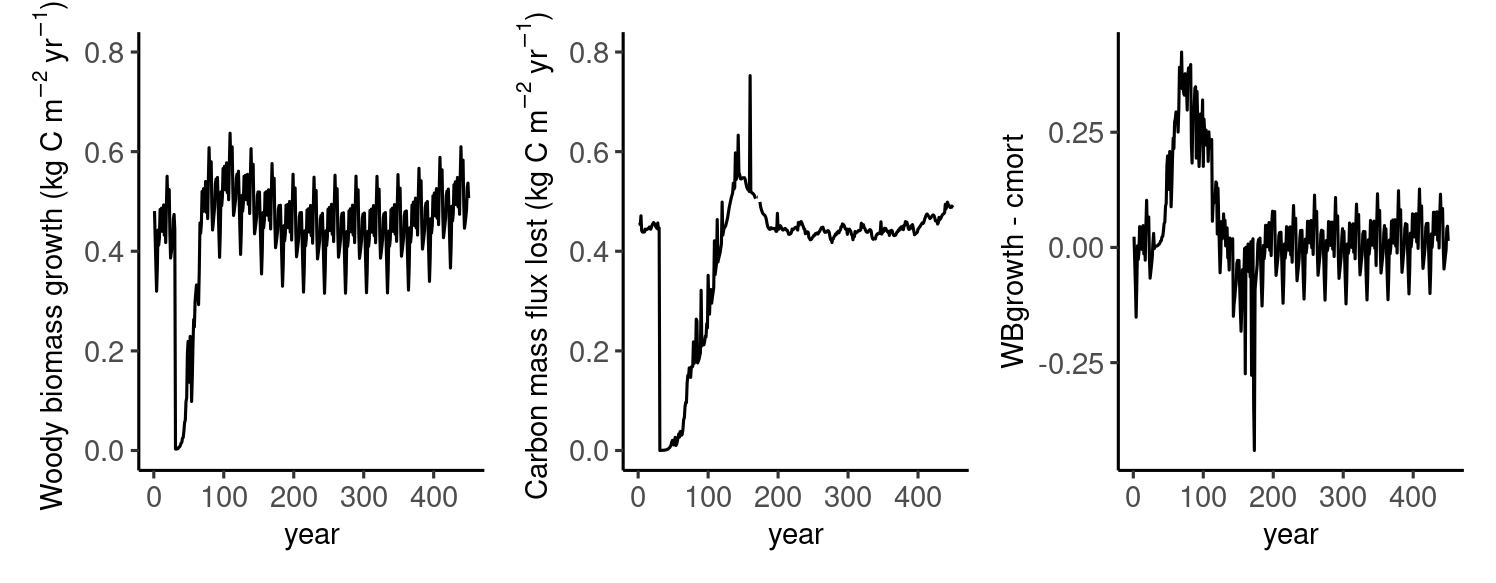 Woody biomass growth (kg C m⁻² yr⁻¹)
0.8
0.6
0.4
0.2
0.0
0 100 200 300 400
year
Carbon mass flux lost (kg C m⁻² yr⁻¹)
0.8
0.6
0.4
0.2
0.0
0 100 200 300 400
year
WBgrowth - cmort
0.25
0.00
-0.25
0 100 200 300 400
year